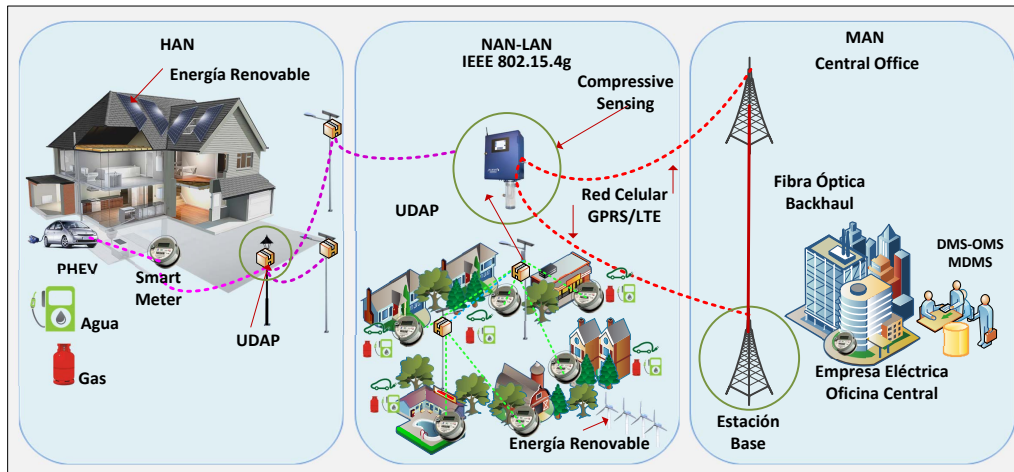 HAN
Energía Renovable
PHEV
Smart
Meter
Agua
Gas
UDAP
NAN-LAN
IEEE 802.15.4g
Compressive
Sensing
UDAP
Red Celular
GPRS/LTE
Energía Renovable
MAN
Central Office
Fibra Óptica
Backhaul
DMS-OMS
MDMS
Empresa Eléctrica
Oficina Central
Estación
Base